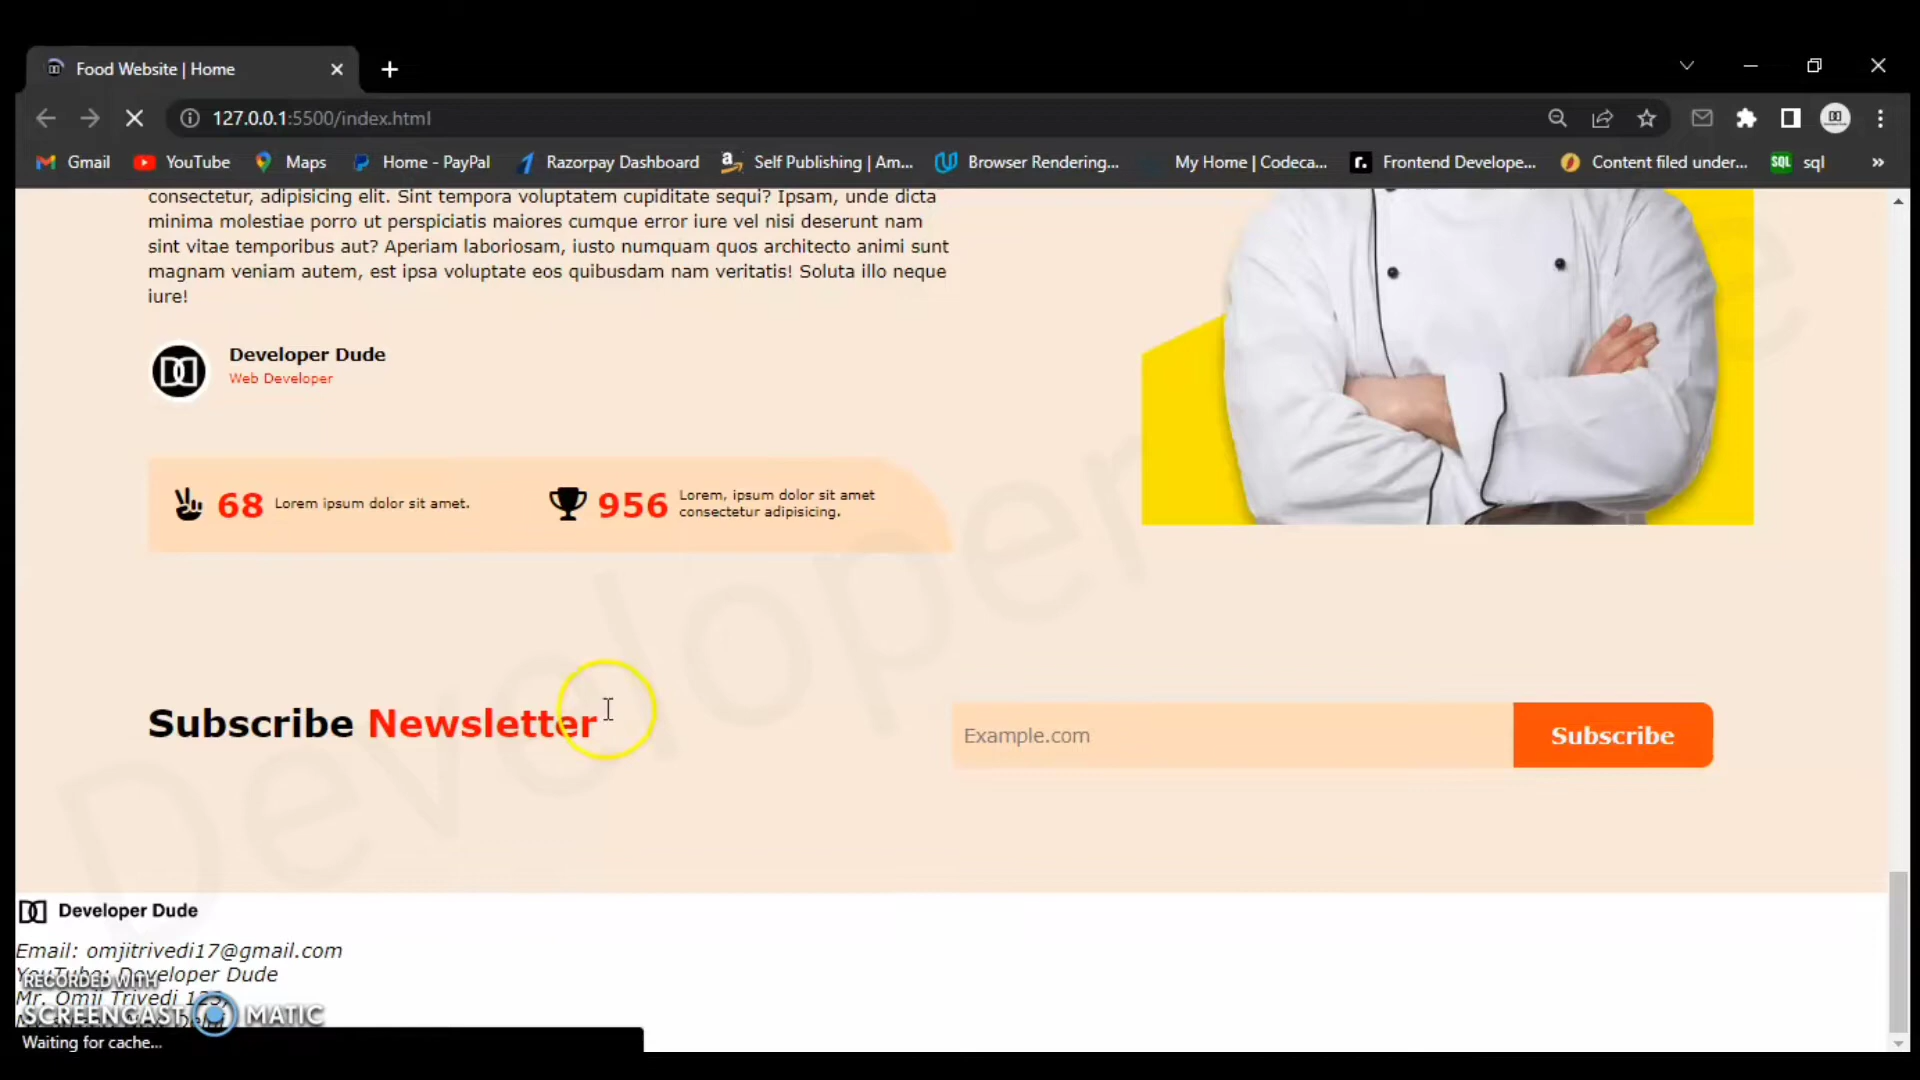 Food Website | Home
127.0.0.1:5500/index.html
Gmail YouTube Maps Home - PayPal Razorpay Dashboard Self Publishing | Am... Browser Rendering... My Home | Codeca... Frontend Develope... Content filed under... SQL sql »
consectetur, adipisicing elit. Sint tempora voluptatem cupiditate sequi? Ipsam, unde dicta
minima molestiae porro ut perspiciatis maiores cumque error iure vel nisi deserunt nam
sint vitae temporibus aut? Aperiam laboriosam, iusto numquam quos architecto animi sunt
magnam veniam autem, est ipsa voluptate eos quibusdam nam veritatis! Soluta illo neque
iure!
Developer Dude
Web Developer
68 Lorem ipsum dolor sit amet.
956 Lorem, ipsum dolor sit amet
consectetur adipisicing.
Developer Dude
Subscribe Newsletter
Example.com
Subscribe
Developer Dude
Email: omjitrivedi17@gmail.com
YouTube: Developer Dude
RECORDED WITH
Mr. Omji Trivedi 123,
SCREENCAST MATIC
Waiting for cache...